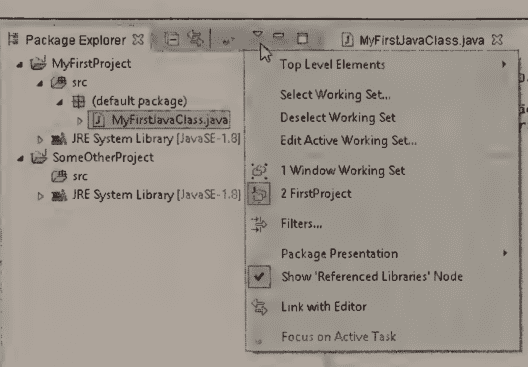 Package Explorer
MyFirstJavaClass.java
MyFirstProject
src
(default package)
MyFirstJavaClass.java
JRE System Library [JavaSE-1.8]
SomeOtherProject
src
JRE System Library [JavaSE-1.8]
Top Level Elements
Select Working Set...
Deselect Working Set
Edit Active Working Set...
1 Window Working Set
2 FirstProject
Filters...
Package Presentation
Show 'Referenced Libraries' Node
Link with Editor
Focus on Active Task